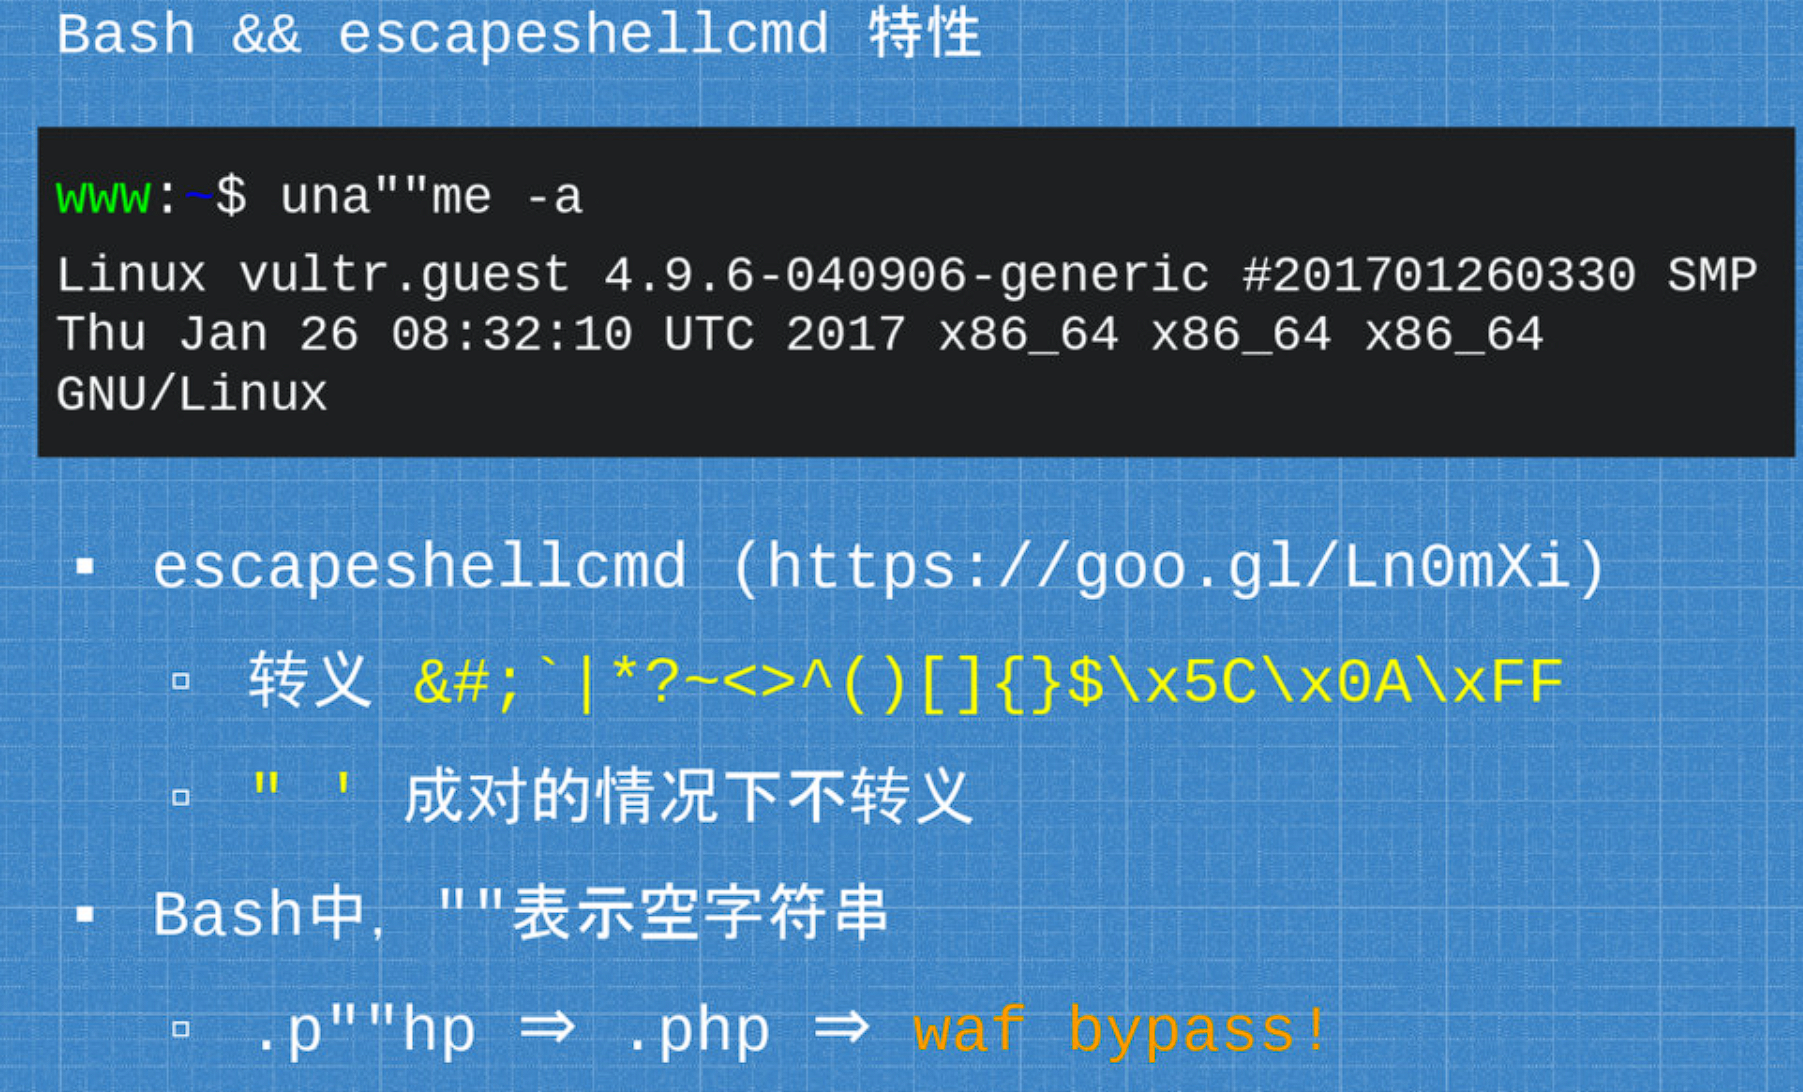 Bash && escapeshellcmd 特性
www:~$ una""me -a
Linux vultr.guest 4.9.6-040906-generic #201701260330 SMP
Thu Jan 26 08:32:10 UTC 2017 x86_64 x86_64 x86_64
GNU/Linux
▪ escapeshellcmd (https://goo.gl/Ln0mXi)
▫ 转义 &#;`|*?~<>^()[]{}$\x5C\x0A\xFF
▫ " ' 成对的情况下不转义
▪ Bash中, ""表示空字符串
▫ .p""hp ⇒ .php ⇒ waf bypass!